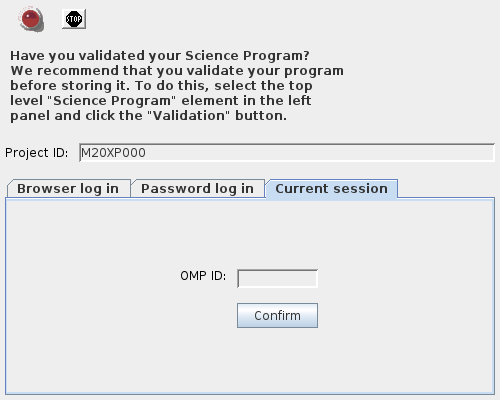 STOP
Have you validated your Science Program?
We recommend that you validate your program
before storing it. To do this, select the top
level "Science Program" element in the left
panel and click the "Validation" button.
Project ID: M20XP000
Browser log in Password log in Current session
OMP ID:
Confirm